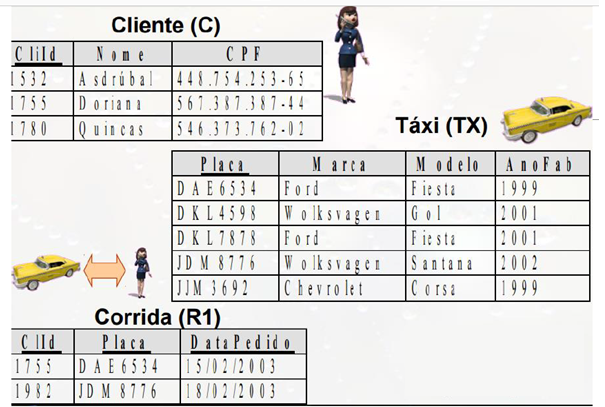 Cliente (C)
CliId Nome CPF
1532 Asdrúbal 448.754.253-65
1755 Doriana 567.387.387-44
1780 Quincas 546.373.762-02
Táxi (TX)
Placa Marca Modelo AnoFab
DAE6534 Ford Fiesta 1999
DKL4598 Wolksvagen Gol 2001
DKL7878 Ford Fiesta 2001
JDM8776 Wolksvagen Santana 2002
JJM3692 Chevrolet Corsa 1999
Corrida (R1)
ClId Placa DataPedido
1755 DAE6534 15/02/2003
1982 JDM8776 18/02/2003